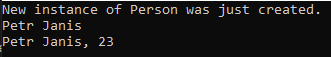 New instance of Person was just created.
Petr Janis
Petr Janis, 23